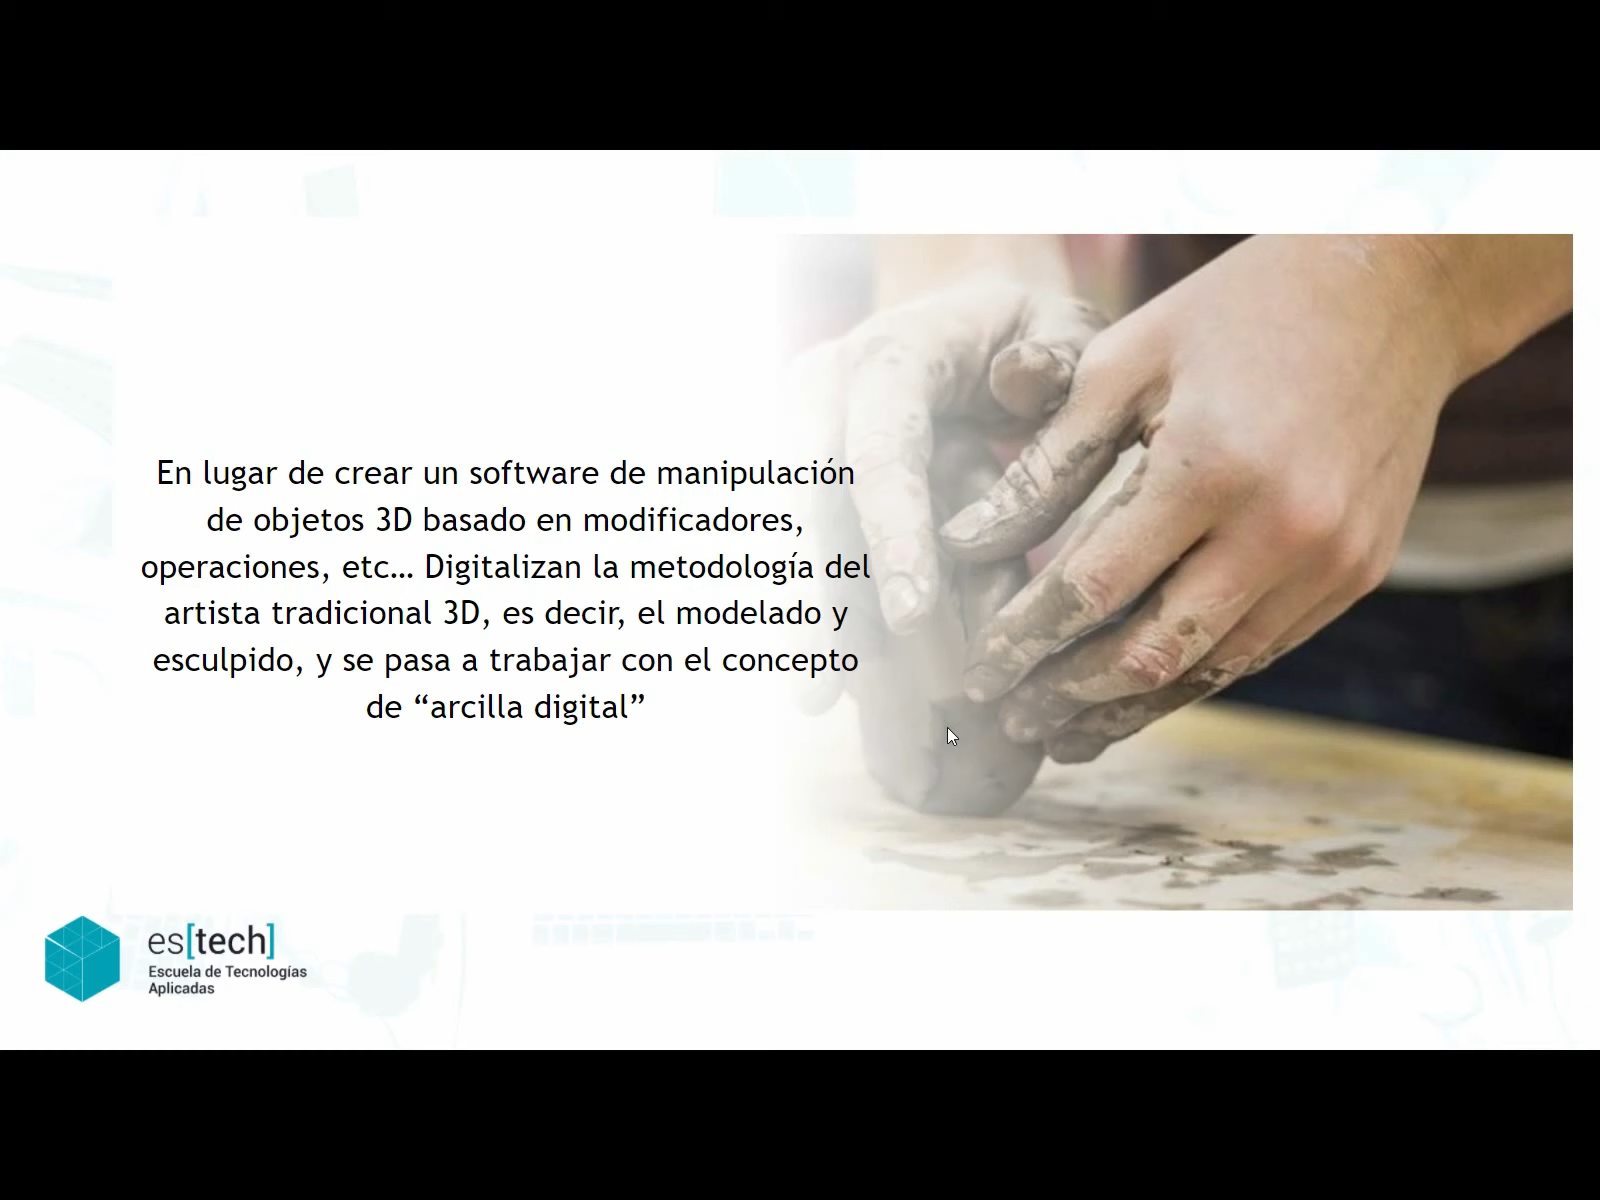 En lugar de crear un software de manipulación
de objetos 3D basado en modificadores,
operaciones, etc… Digitalizan la metodología del
artista tradicional 3D, es decir, el modelado y
esculpido, y se pasa a trabajar con el concepto
de “arcilla digital”
es[tech]
Escuela de Tecnologías
Aplicadas